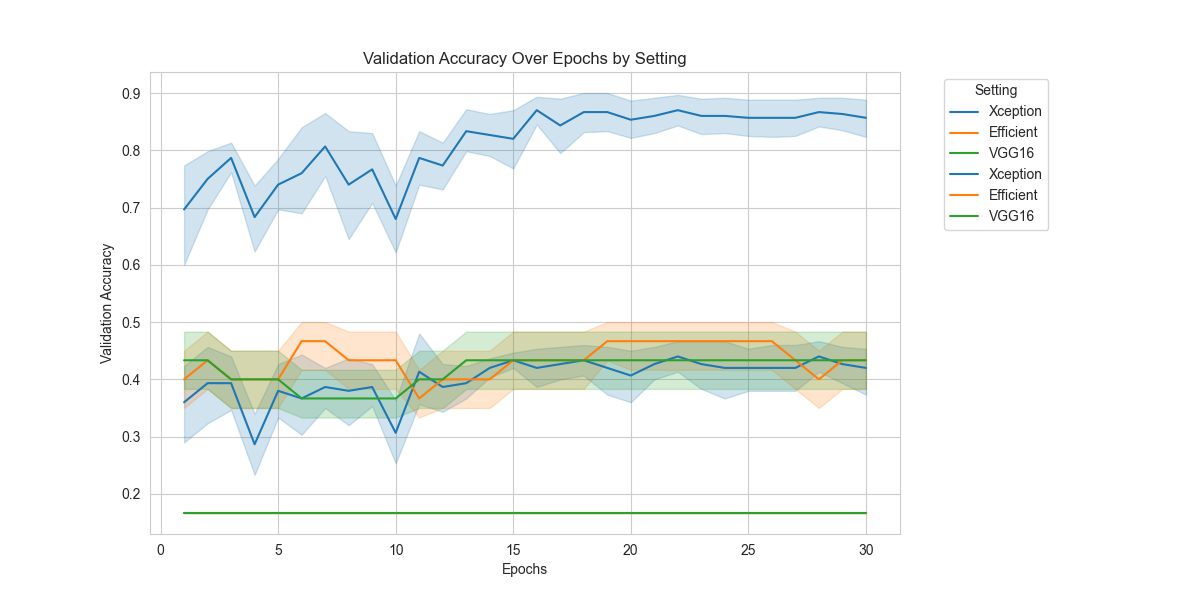 Validation Accuracy Over Epochs by Setting
Validation Accuracy
0.9
0.8
0.7
0.6
0.5
0.4
0.3
0.2
0 5 10 15 20 25 30
Epochs
Setting
Xception
Efficient
VGG16
Xception
Efficient
VGG16